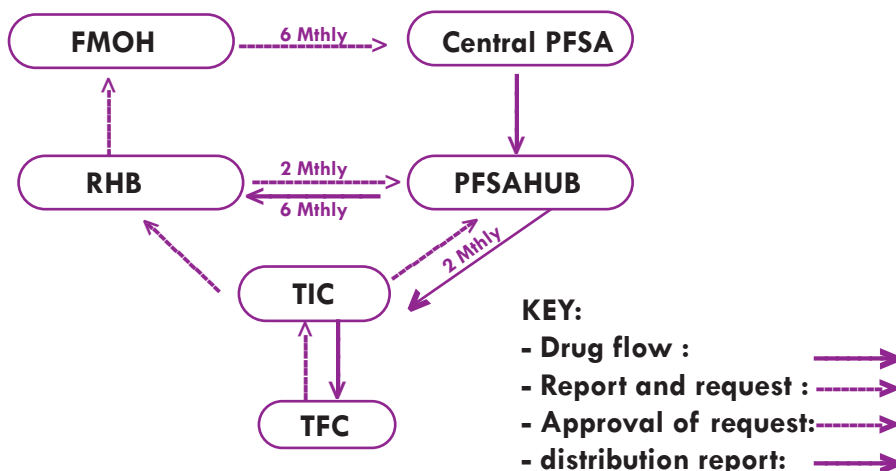 FMOH
6 Mthly
Central PFSA
RHB
2 Mthly
6 Mthly
PFSAHUB
2 Mthly
TIC
TFC
KEY:
- Drug flow :
- Report and request :
- Approval of request:
- distribution report: